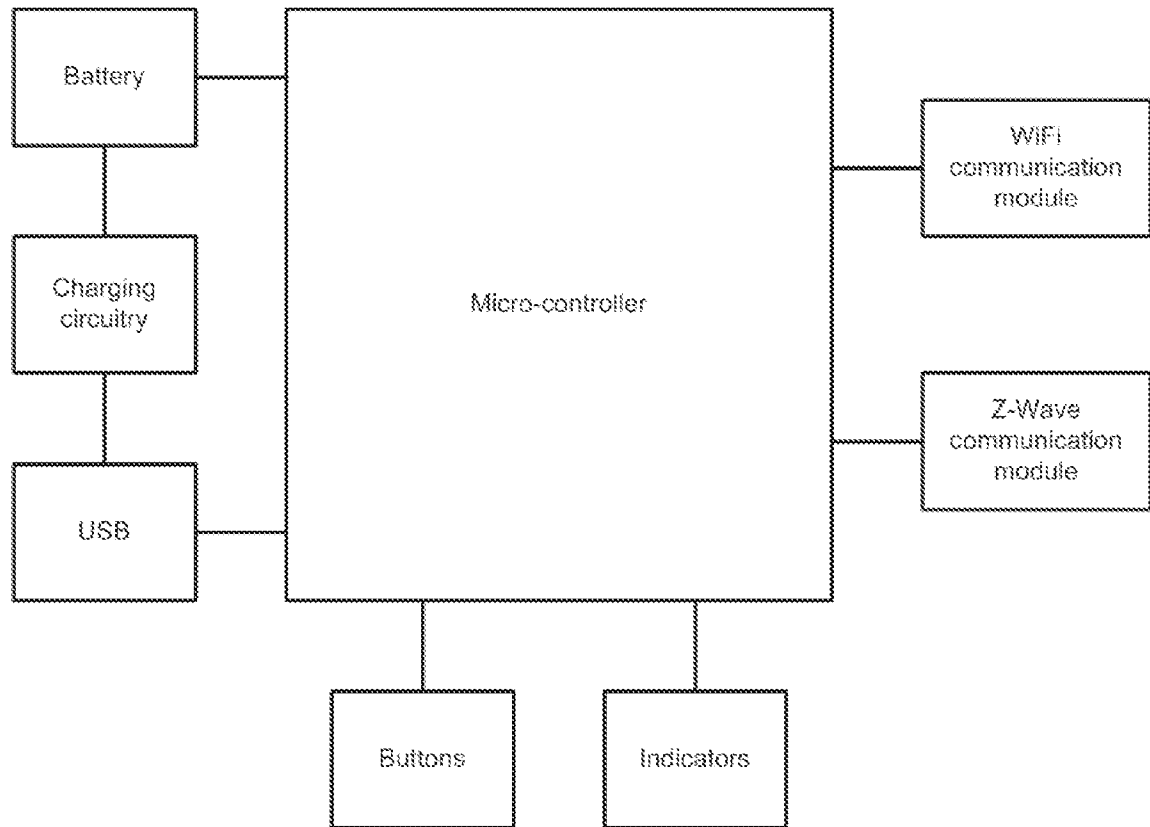 Battery
WiFi
communication
module
Charging
circuitry
Micro-controller
Z-Wave
communication
module
USB
Buttons
Indicators